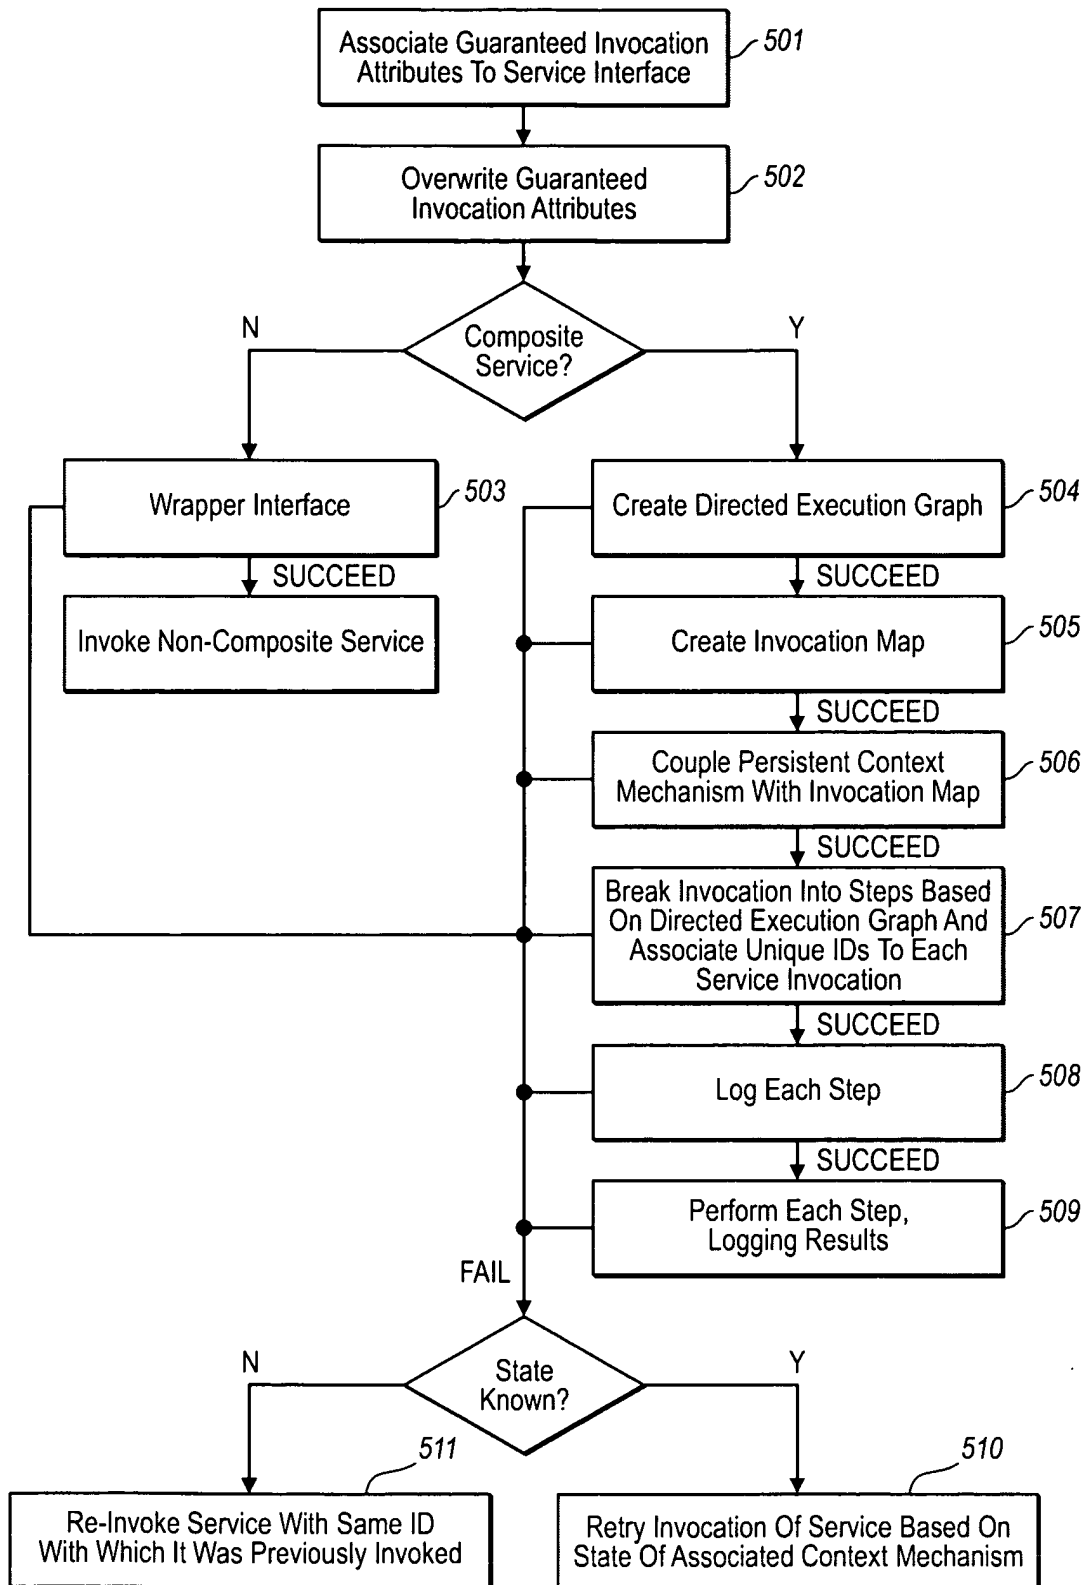 Associate Guaranteed Invocation
Attributes To Service Interface
501
Overwrite Guaranteed
Invocation Attributes
502
N
Composite
Service?
Y
Wrapper Interface
503
Create Directed Execution Graph
504
SUCCEED
SUCCEED
Invoke Non-Composite Service
Create Invocation Map
505
SUCCEED
Couple Persistent Context
Mechanism With Invocation Map
506
SUCCEED
Break Invocation Into Steps Based
On Directed Execution Graph And
Associate Unique IDs To Each
Service Invocation
507
SUCCEED
Log Each Step
508
SUCCEED
Perform Each Step,
Logging Results
509
FAIL
N
State
Known?
Y
511
510
Re-Invoke Service With Same ID
With Which It Was Previously Invoked
Retry Invocation Of Service Based On
State Of Associated Context Mechanism